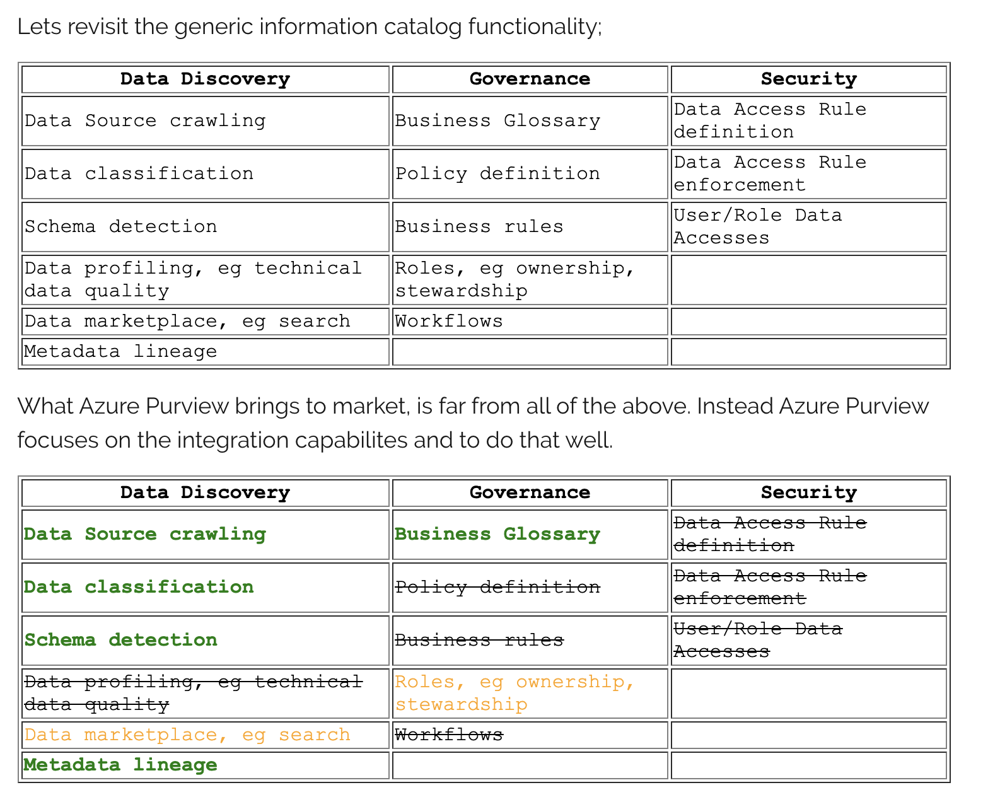 Lets revisit the generic information catalog functionality;
Data Discovery Governance Security
Data Source crawling Business Glossary Data Access Rule definition
Data classification Policy definition Data Access Rule enforcement
Schema detection Business rules User/Role Data Accesses
Data profiling, eg technical data quality Roles, eg ownership, stewardship
Data marketplace, eg search Workflows
Metadata lineage
What Azure Purview brings to market, is far from all of the above. Instead Azure Purview
focuses on the integration capabilites and to do that well.
Data Discovery Governance Security
Data Source crawling Business Glossary Data Access Rule definition
Data classification Policy definition Data Access Rule enforcement
Schema detection Business rules User/Role Data Accesses
Data profiling, eg technical data quality Roles, eg ownership, stewardship
Data marketplace, eg search Workflows
Metadata lineage